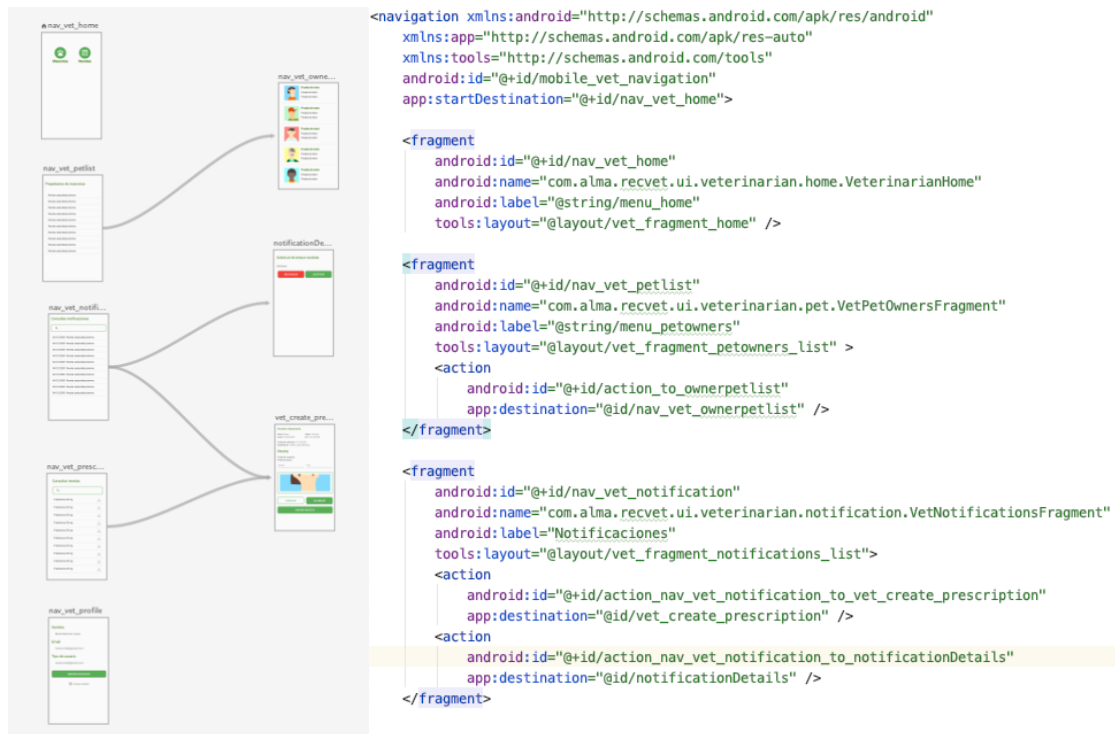 nav_vet_home
nav_vet_owne...
nav_vet_petlist
notificationDe...
nav_vet_notifi...
vet_create_pre...
nav_vet_presc...
nav_vet_profile
<navigation xmlns:android="http://schemas.android.com/apk/res/android"
xmlns:app="http://schemas.android.com/apk/res-auto"
xmlns:tools="http://schemas.android.com/tools"
android:id="@+id/mobile_vet_navigation"
app:startDestination="@+id/nav_vet_home">
<fragment
android:id="@+id/nav_vet_home"
android:name="com.alma.recvet.ui.veterinarian.home.VeterinarianHome"
android:label="@string/menu_home"
tools:layout="@layout/vet_fragment_home" />
<fragment
android:id="@+id/nav_vet_petlist"
android:name="com.alma.recvet.ui.veterinarian.pet.VetPetOwnersFragment"
android:label="@string/menu_petowners"
tools:layout="@layout/vet_fragment_petowners_list" >
<action
android:id="@+id/action_to_ownerpetlist"
app:destination="@id/nav_vet_ownerpetlist" />
</fragment>
<fragment
android:id="@+id/nav_vet_notification"
android:name="com.alma.recvet.ui.veterinarian.notification.VetNotificationsFragment"
android:label="Notificaciones"
tools:layout="@layout/vet_fragment_notifications_list">
<action
android:id="@+id/action_nav_vet_notification_to_vet_create_prescription"
app:destination="@id/vet_create_prescription" />
<action
android:id="@+id/action_nav_vet_notification_to_notificationDetails"
app:destination="@id/notificationDetails" />
</fragment>